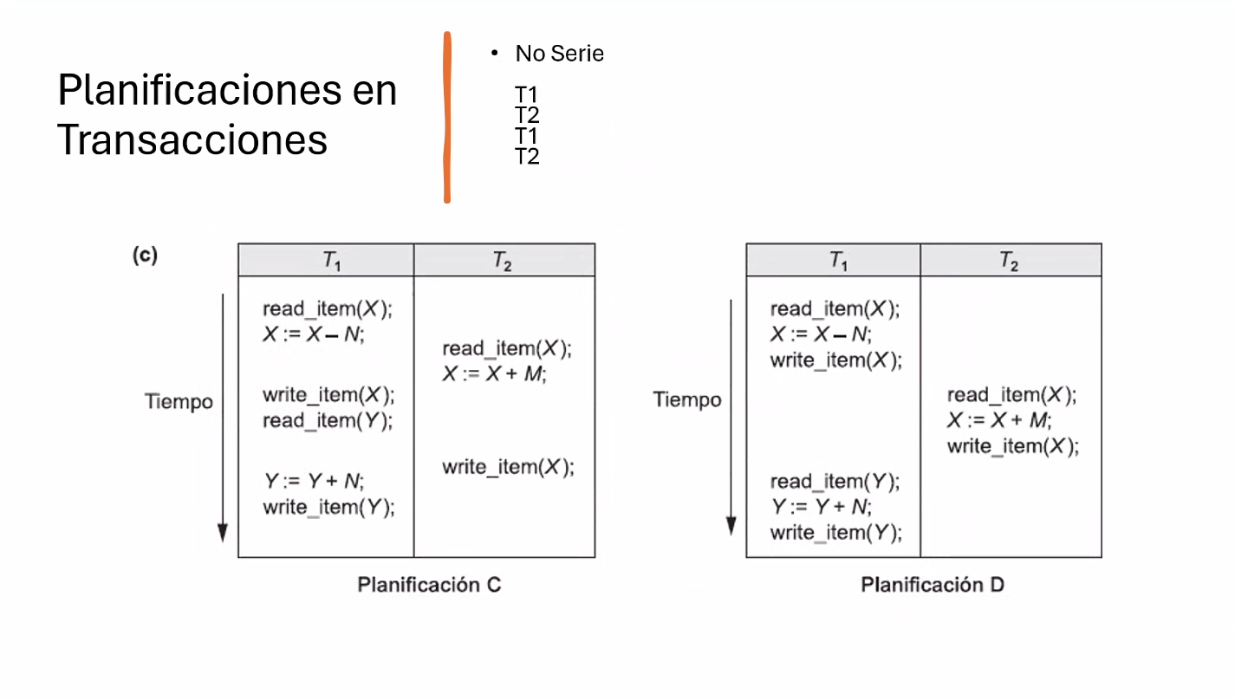 Planificaciones en
Transacciones
• No Serie
T1
T2
T1
T2
(c)
T1 T2
read_item(X);
X := X – N;
read_item(X);
X := X + M;
Tiempo
write_item(X);
read_item(Y);
write_item(X);
Y := Y + N;
write_item(Y);
Planificación C
T1 T2
read_item(X);
X := X – N;
write_item(X);
Tiempo
read_item(X);
X := X + M;
write_item(X);
read_item(Y);
Y := Y + N;
write_item(Y);
Planificación D